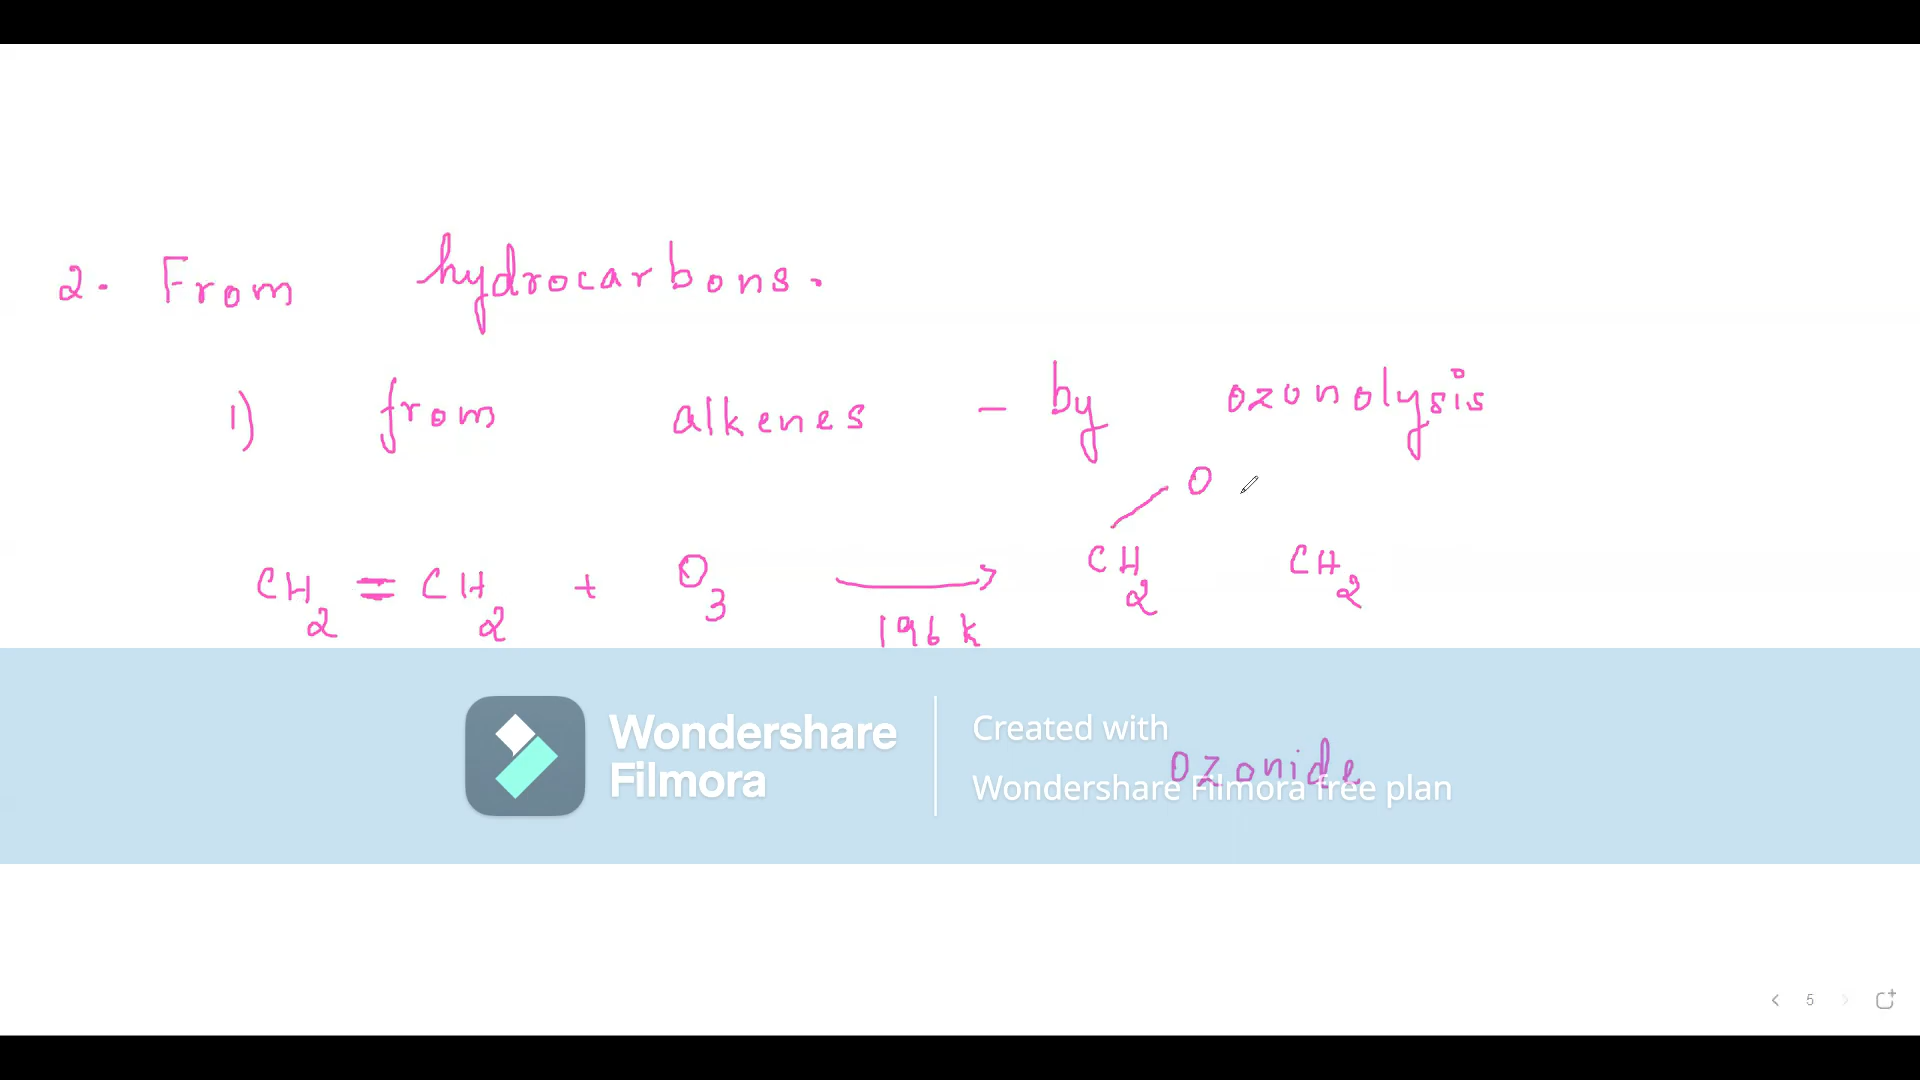 2. From hydrocarbons.
1) from alkenes - by ozonolysis
O
CH2 = CH2 + O3 → CH2 CH2
196 k
Wondershare Filmora
Created with
Wondershare Filmora free plan
ozonide
< 5 >